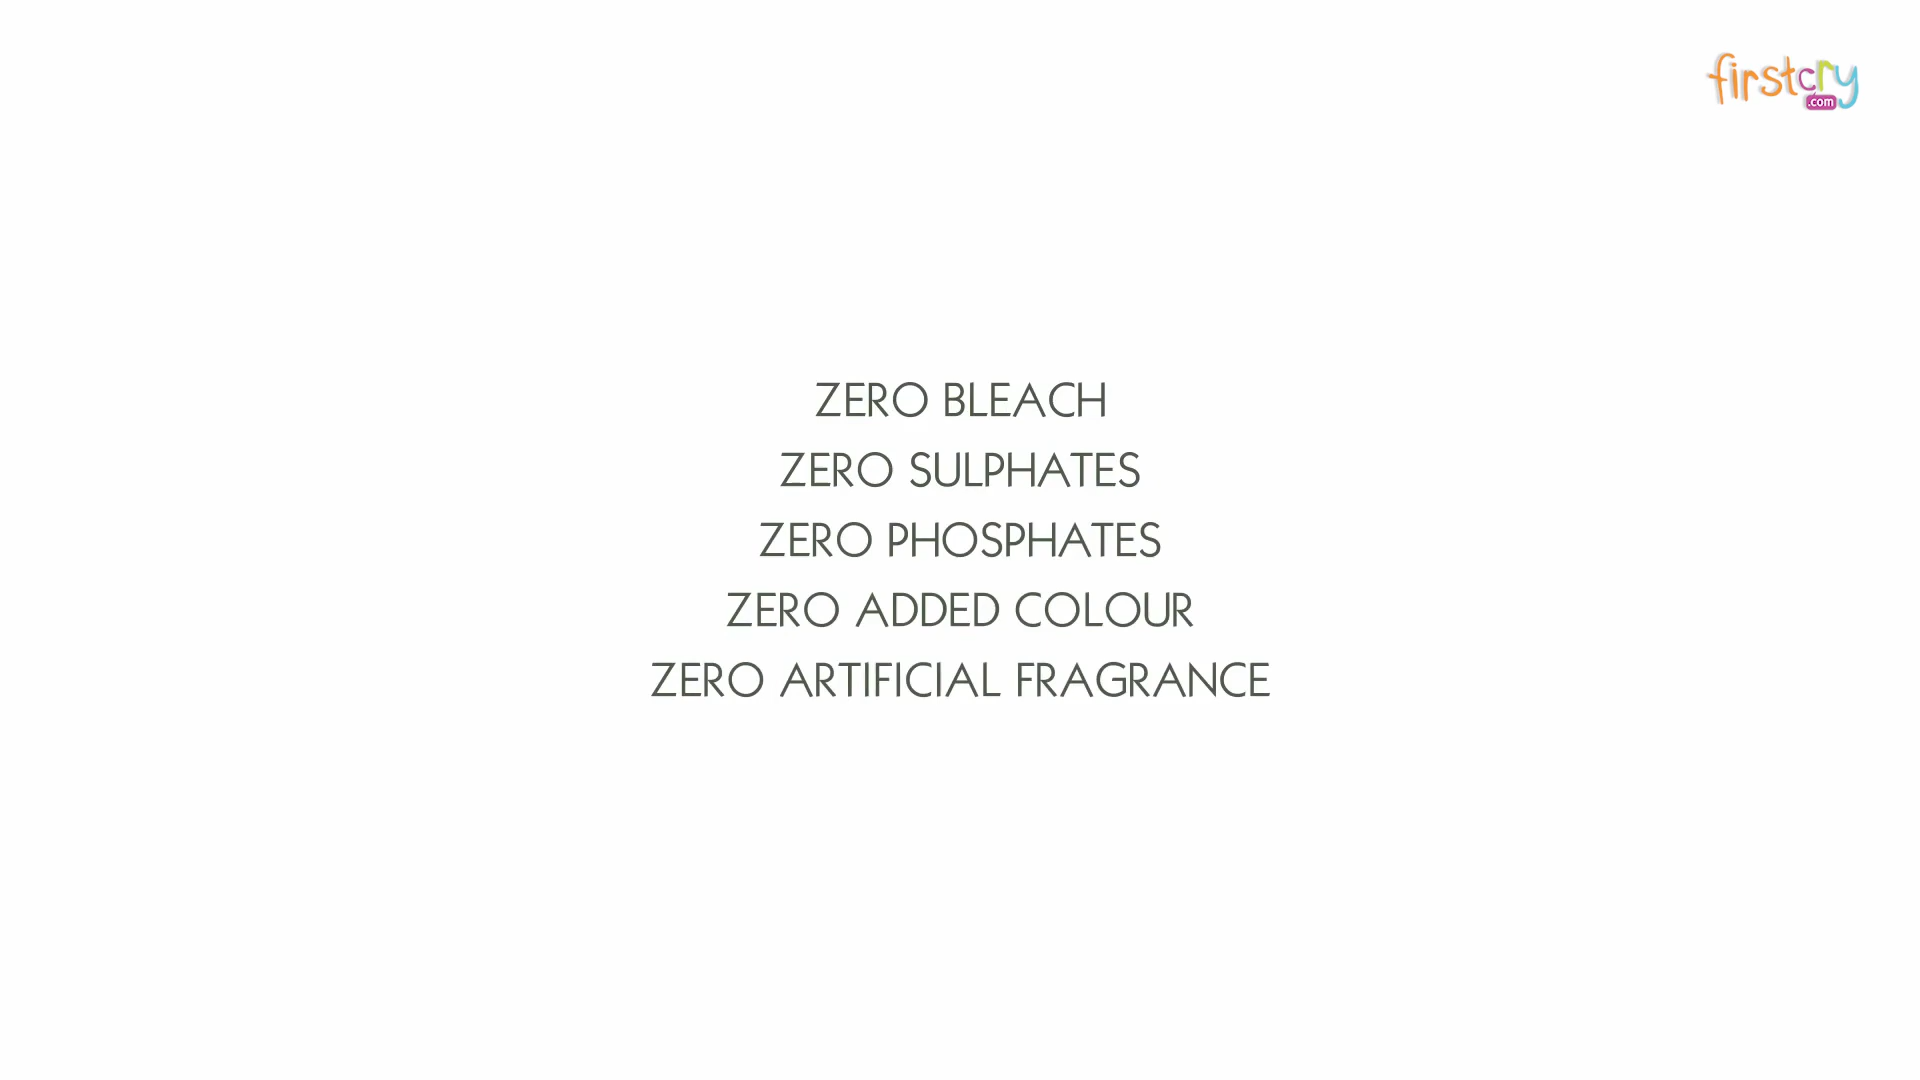 firstcry
.com
ZERO BLEACH
ZERO SULPHATES
ZERO PHOSPHATES
ZERO ADDED COLOUR
ZERO ARTIFICIAL FRAGRANCE